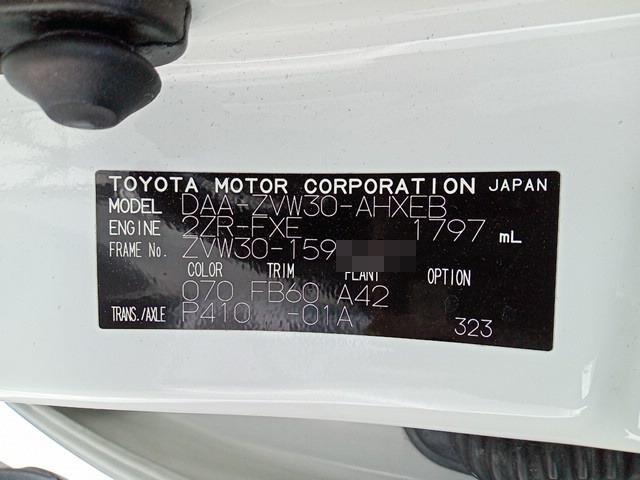 TOYOTA MOTOR CORPORATION JAPAN
MODEL DAA-ZVW30-AHXEB
ENGINE 2ZR-FXE 1797 mL
FRAME No. ZVW30-159
COLOR TRIM PLANT OPTION
070 FB60 A42
TRANS./AXLE P410 -01A 323